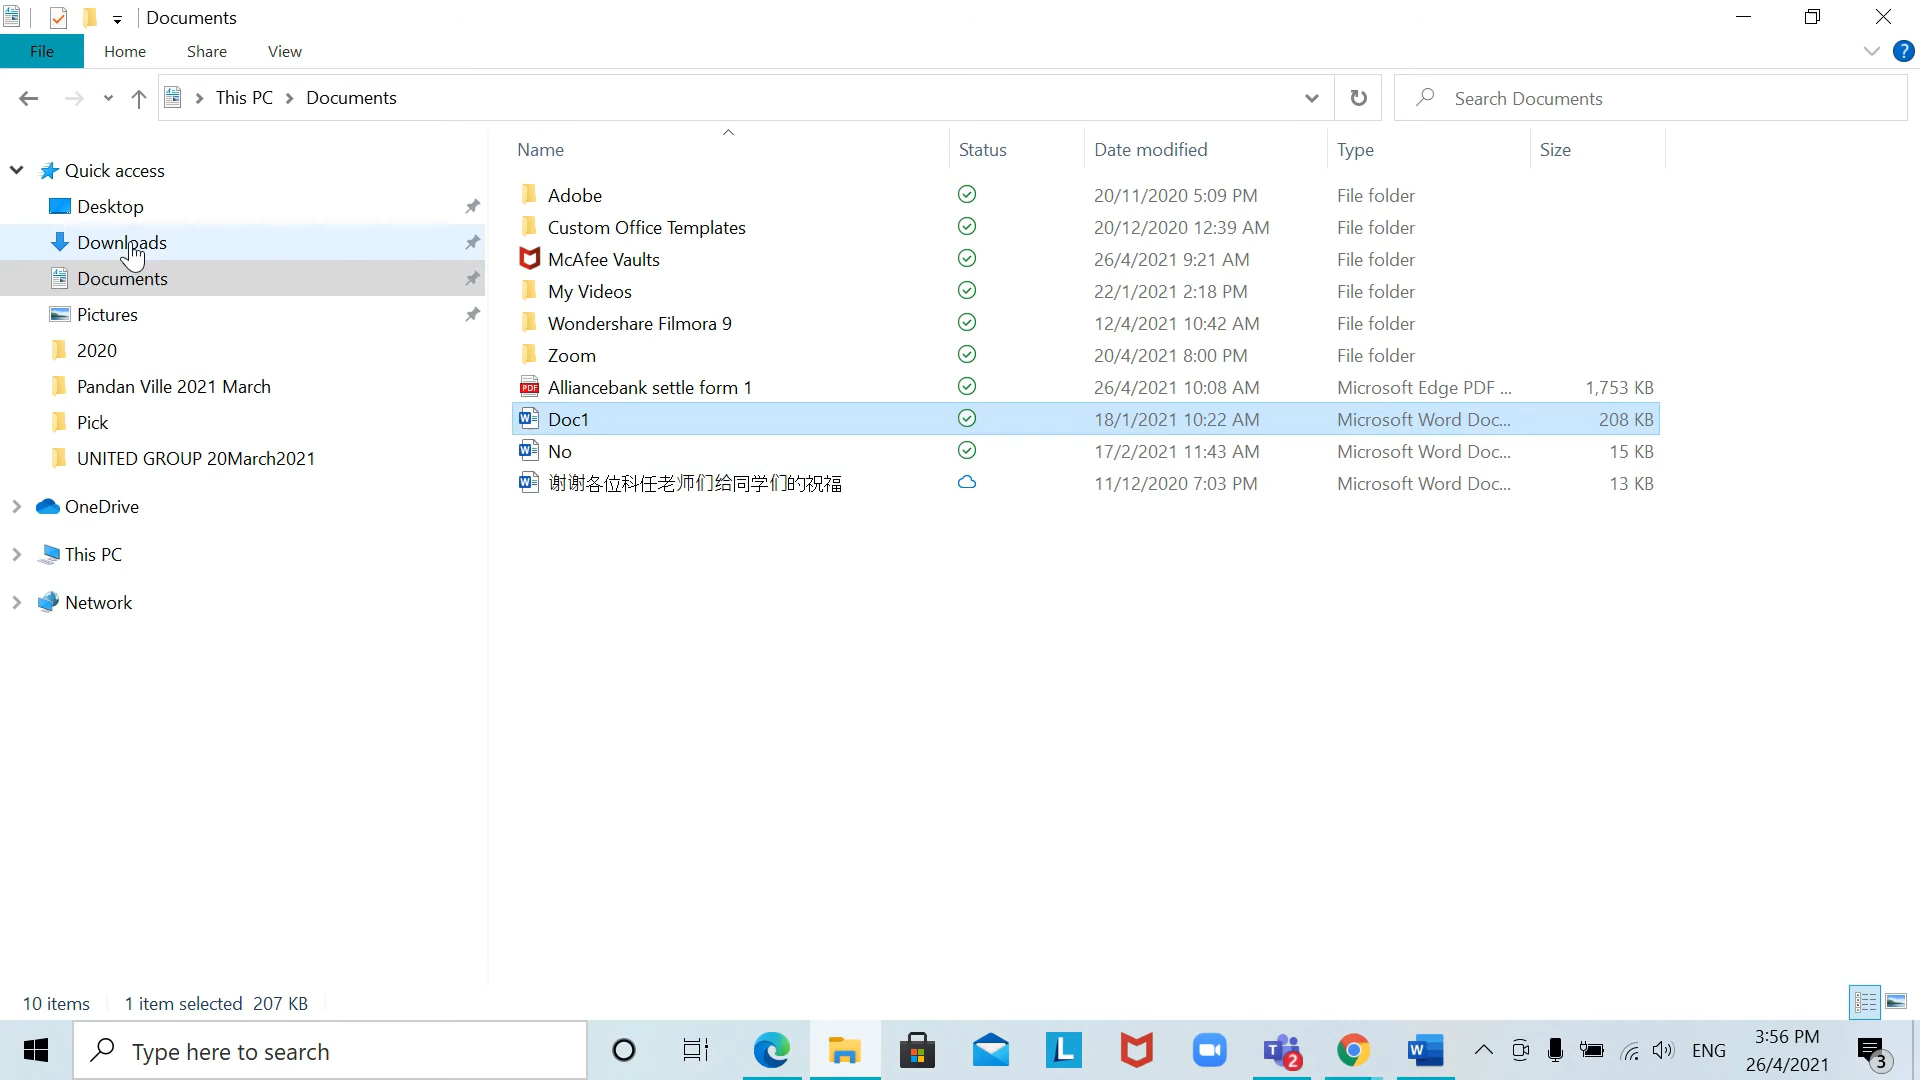 Documents
File Home Share View
This PC Documents
Search Documents
Quick access
Desktop
Downloads
Documents
Pictures
2020
Pandan Ville 2021 March
Pick
UNITED GROUP 20March2021
OneDrive
This PC
Network
Name Status Date modified Type Size
Adobe 20/11/2020 5:09 PM File folder
Custom Office Templates 20/12/2020 12:39 AM File folder
McAfee Vaults 26/4/2021 9:21 AM File folder
My Videos 22/1/2021 2:18 PM File folder
Wondershare Filmora 9 12/4/2021 10:42 AM File folder
Zoom 20/4/2021 8:00 PM File folder
Alliancebank settle form 1 26/4/2021 10:08 AM Microsoft Edge PDF ... 1,753 KB
Doc1 18/1/2021 10:22 AM Microsoft Word Doc... 208 KB
No 17/2/2021 11:43 AM Microsoft Word Doc... 15 KB
谢谢各位科任老师们给同学们的祝福 11/12/2020 7:03 PM Microsoft Word Doc... 13 KB
10 items 1 item selected 207 KB
Type here to search
ENG
3:56 PM
26/4/2021